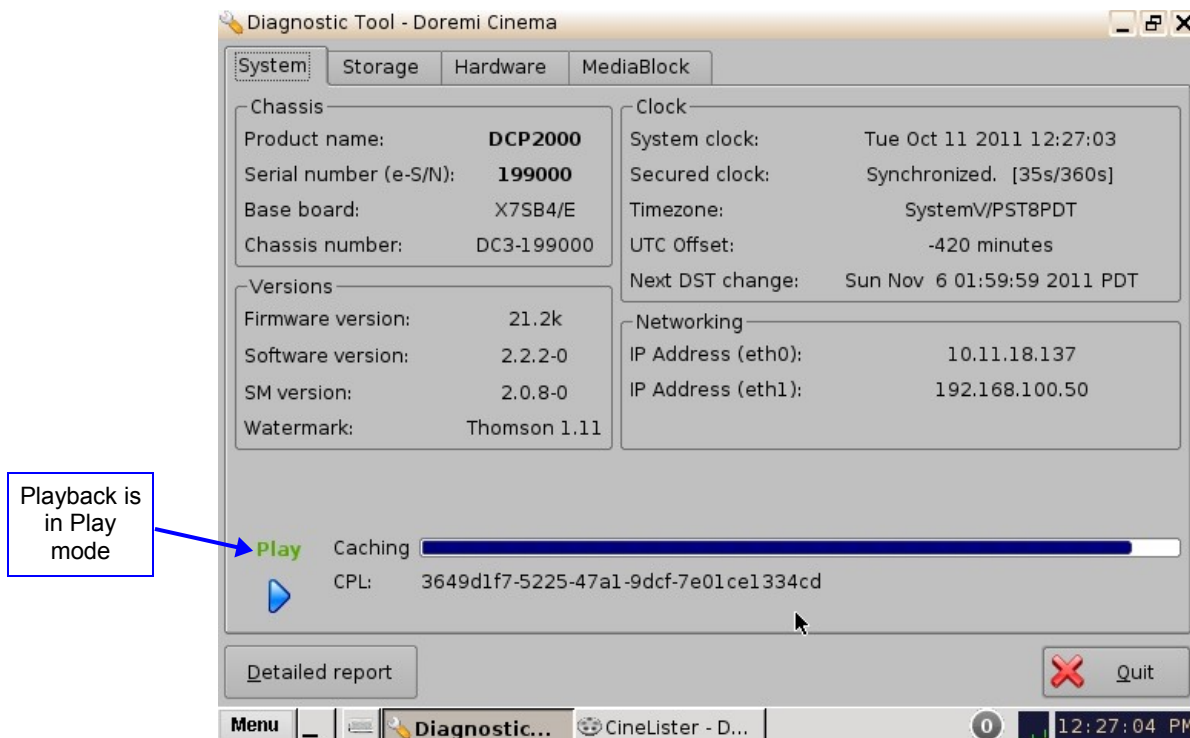 Diagnostic Tool - Doremi Cinema
System Storage Hardware MediaBlock
Chassis
Product name: DCP2000
Serial number (e-S/N): 199000
Base board: X7SB4/E
Chassis number: DC3-199000
Versions
Firmware version: 21.2k
Software version: 2.2.2-0
SM version: 2.0.8-0
Watermark: Thomson 1.11
Clock
System clock: Tue Oct 11 2011 12:27:03
Secured clock: Synchronized. [35s/360s]
Timezone: SystemV/PST8PDT
UTC Offset: -420 minutes
Next DST change: Sun Nov 6 01:59:59 2011 PDT
Networking
IP Address (eth0): 10.11.18.137
IP Address (eth1): 192.168.100.50
Playback is
in Play
mode
Play Caching
CPL: 3649d1f7-5225-47a1-9dcf-7e01ce1334cd
Detailed report Quit
Menu Diagnostic... CineLister - D... 0 12:27:04 PM